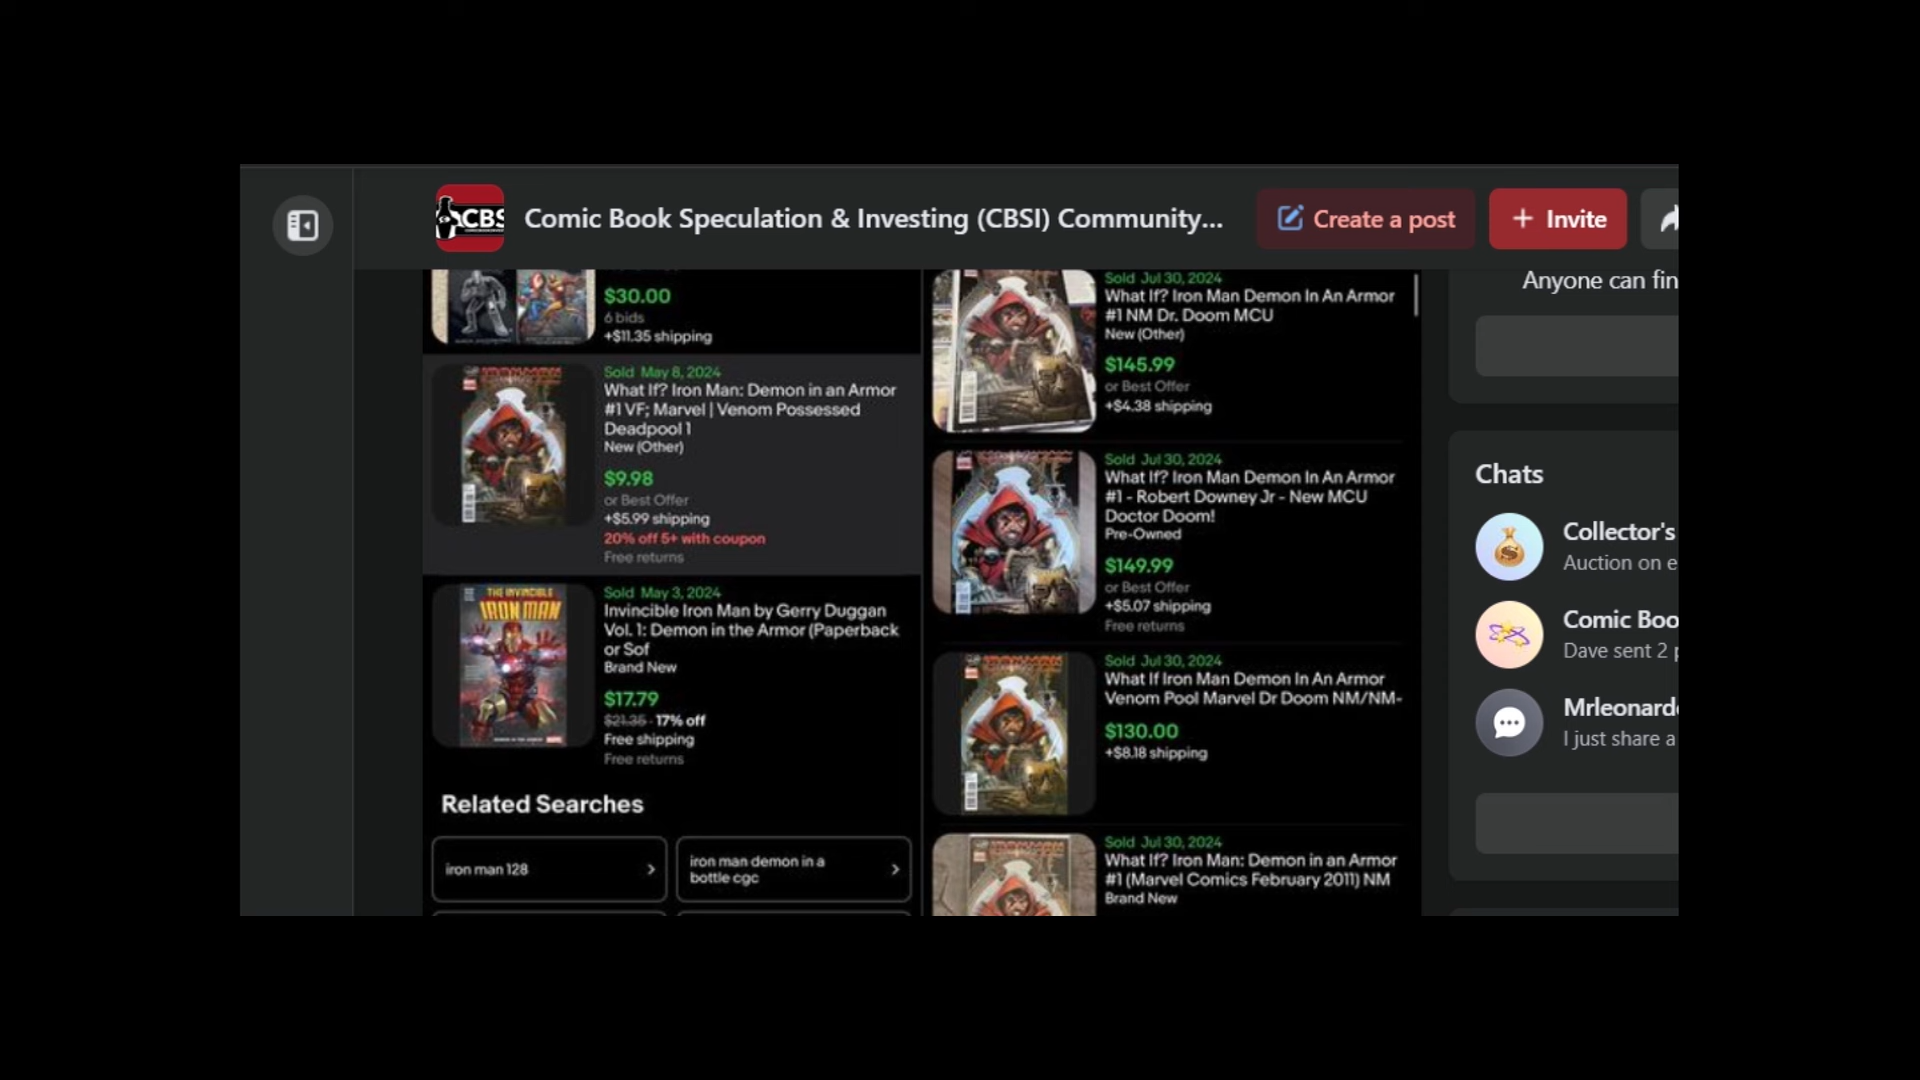 CBS
Comic Book Speculation & Investing (CBSI) Community...
Create a post
+ Invite
$30.00
6 bids
+$11.35 shipping
Sold May 8, 2024
What If? Iron Man: Demon in an Armor
#1 VF; Marvel | Venom Possessed
Deadpool 1
New (Other)
$9.98
or Best Offer
+$5.99 shipping
20% off 5+ with coupon
Free returns
THE INVINCIBLE
IRON MAN
Sold May 3, 2024
Invincible Iron Man by Gerry Duggan
Vol. 1: Demon in the Armor (Paperback
or Sof
Brand New
$17.79
$21.35 · 17% off
Free shipping
Free returns
Related Searches
iron man 128
iron man demon in a
bottle cgc
Sold Jul 30, 2024
What If? Iron Man Demon In An Armor
#1 NM Dr. Doom MCU
New (Other)
$145.99
or Best Offer
+$4.38 shipping
Sold Jul 30, 2024
What If? Iron Man Demon In An Armor
#1 - Robert Downey Jr - New MCU
Doctor Doom!
Pre-Owned
$149.99
or Best Offer
+$5.07 shipping
Free returns
Sold Jul 30, 2024
What If Iron Man Demon In An Armor
Venom Pool Marvel Dr Doom NM/NM-
$130.00
+$8.18 shipping
Sold Jul 30, 2024
What If? Iron Man: Demon in an Armor
#1 (Marvel Comics February 2011) NM
Brand New
Anyone can fin
Chats
Collector's
Auction on e
Comic Boo
Dave sent 2 p
Mrleonard
I just share a